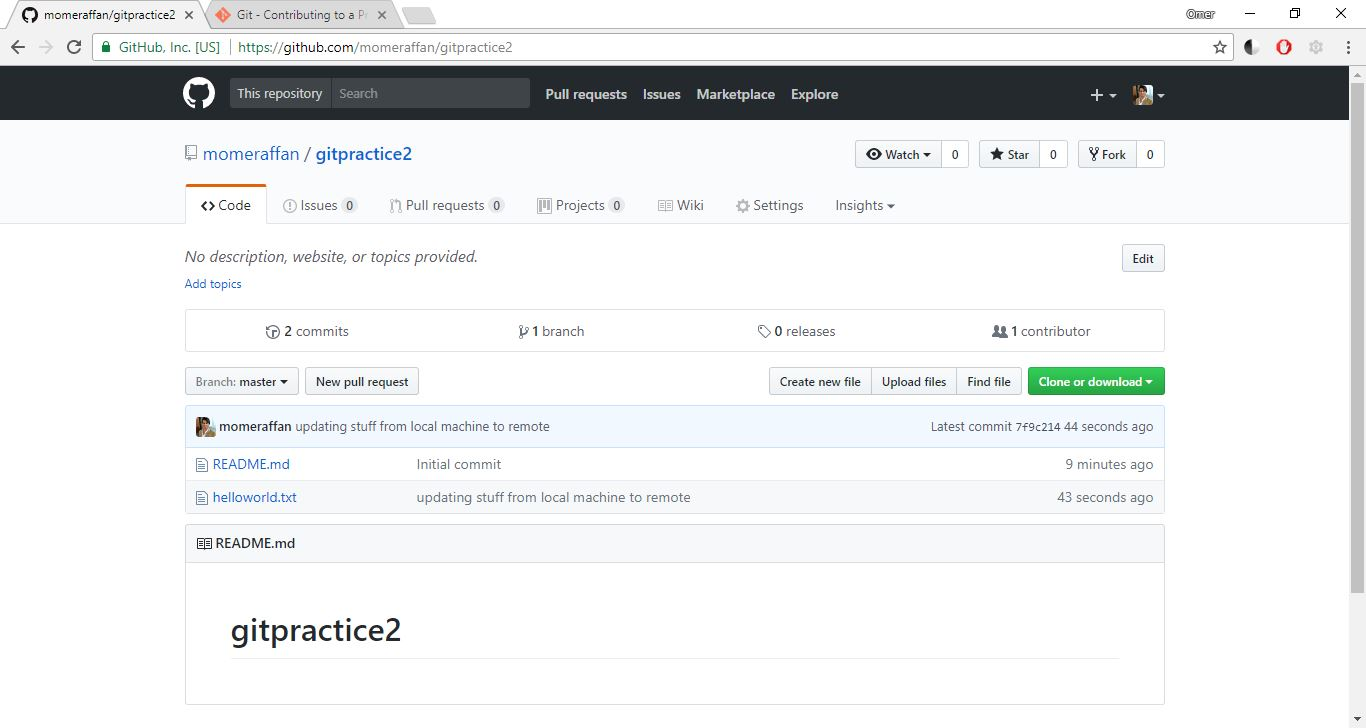 momeraffan/gitpractice2 Git - Contributing to a Pr Omer
GitHub, Inc. [US] https://github.com/momeraffan/gitpractice2
This repository Search Pull requests Issues Marketplace Explore
momeraffan / gitpractice2 Watch 0 Star 0 Fork 0
Code Issues 0 Pull requests 0 Projects 0 Wiki Settings Insights
No description, website, or topics provided. Edit
Add topics
2 commits 1 branch 0 releases 1 contributor
Branch: master New pull request Create new file Upload files Find file Clone or download
momeraffan updating stuff from local machine to remote Latest commit 7f9c214 44 seconds ago
README.md Initial commit 9 minutes ago
helloworld.txt updating stuff from local machine to remote 43 seconds ago
README.md
gitpractice2